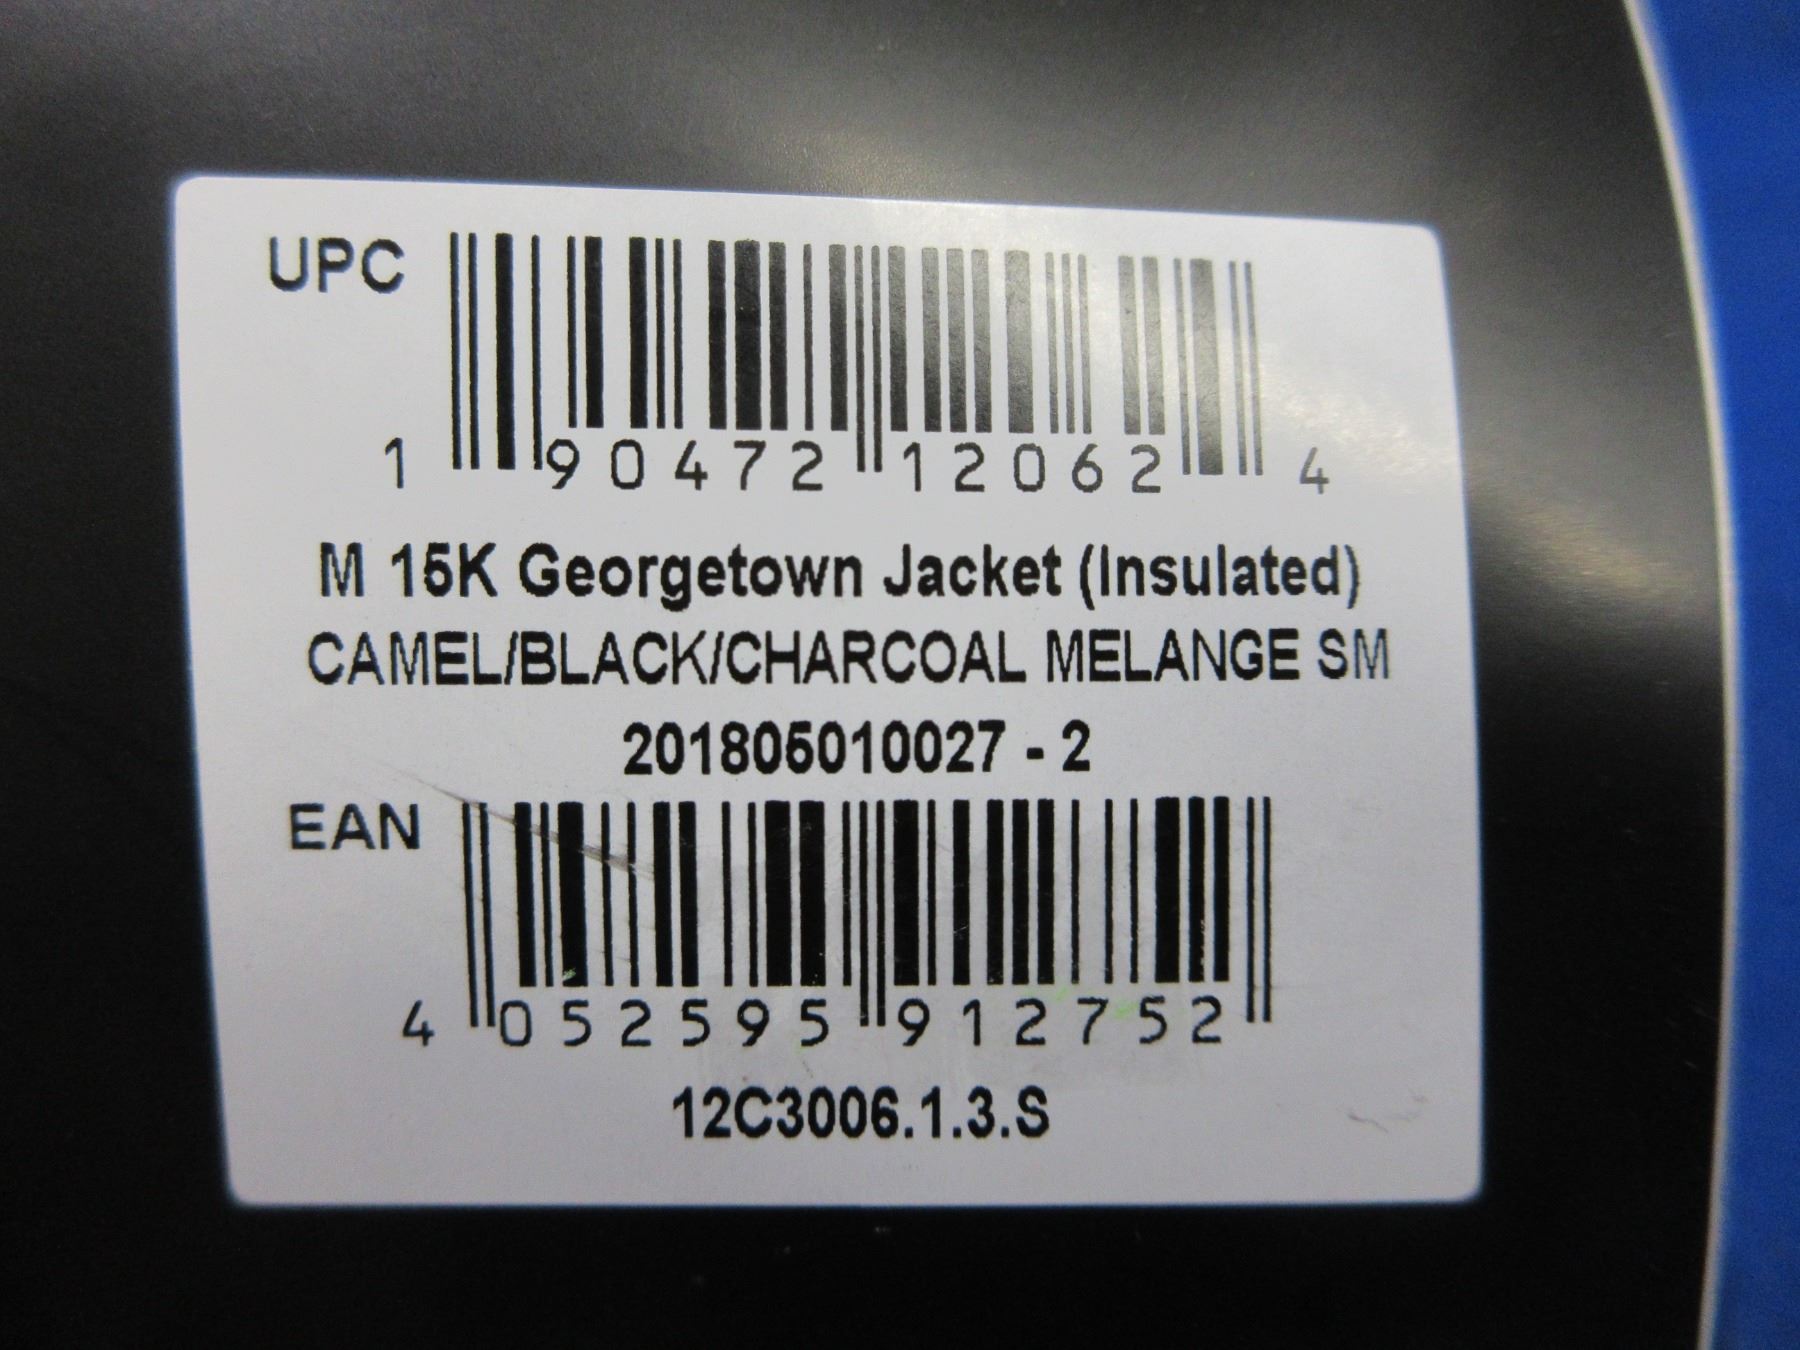 UPC
1 90472 12062 4
M 15K Georgetown Jacket (Insulated)
CAMEL/BLACK/CHARCOAL MELANGE SM
201805010027 - 2
EAN
4 052595 912752
12C3006.1.3.S